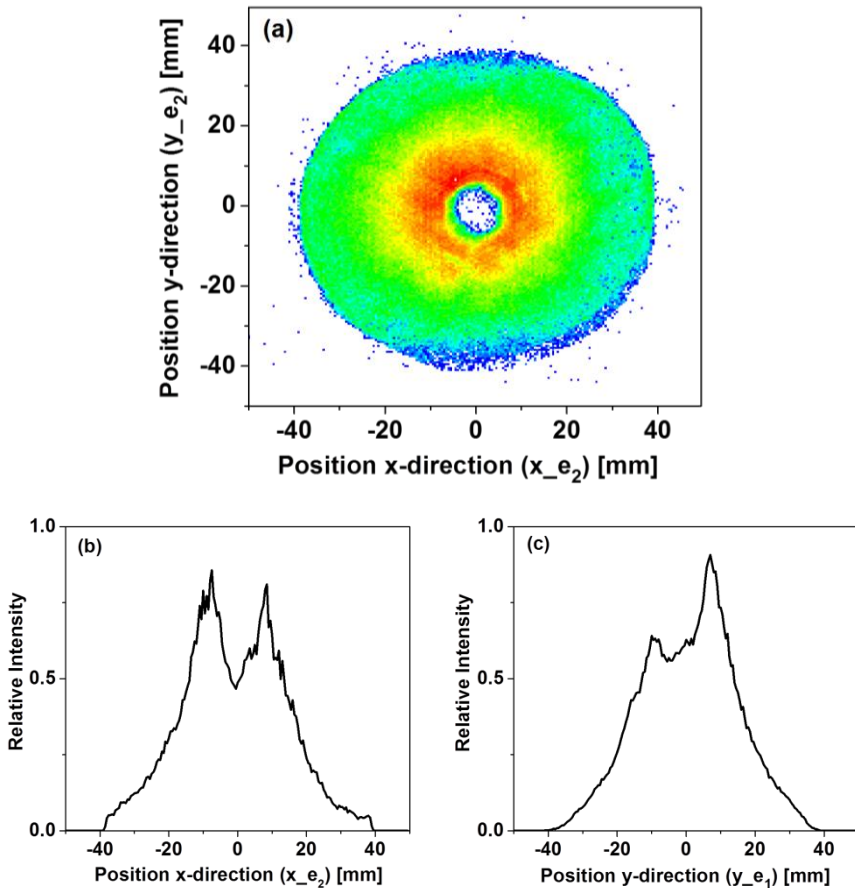 (a)
Position y-direction (y_e₂) [mm]
40
20
0
-20
-40
-40 -20 0 20 40
Position x-direction (x_e₂) [mm]
(b)
Relative Intensity
1.0
0.5
0.0
-40 -20 0 20 40
Position x-direction (x_e₂) [mm]
(c)
Relative Intensity
1.0
0.5
0.0
-40 -20 0 20 40
Position y-direction (y_e₁) [mm]